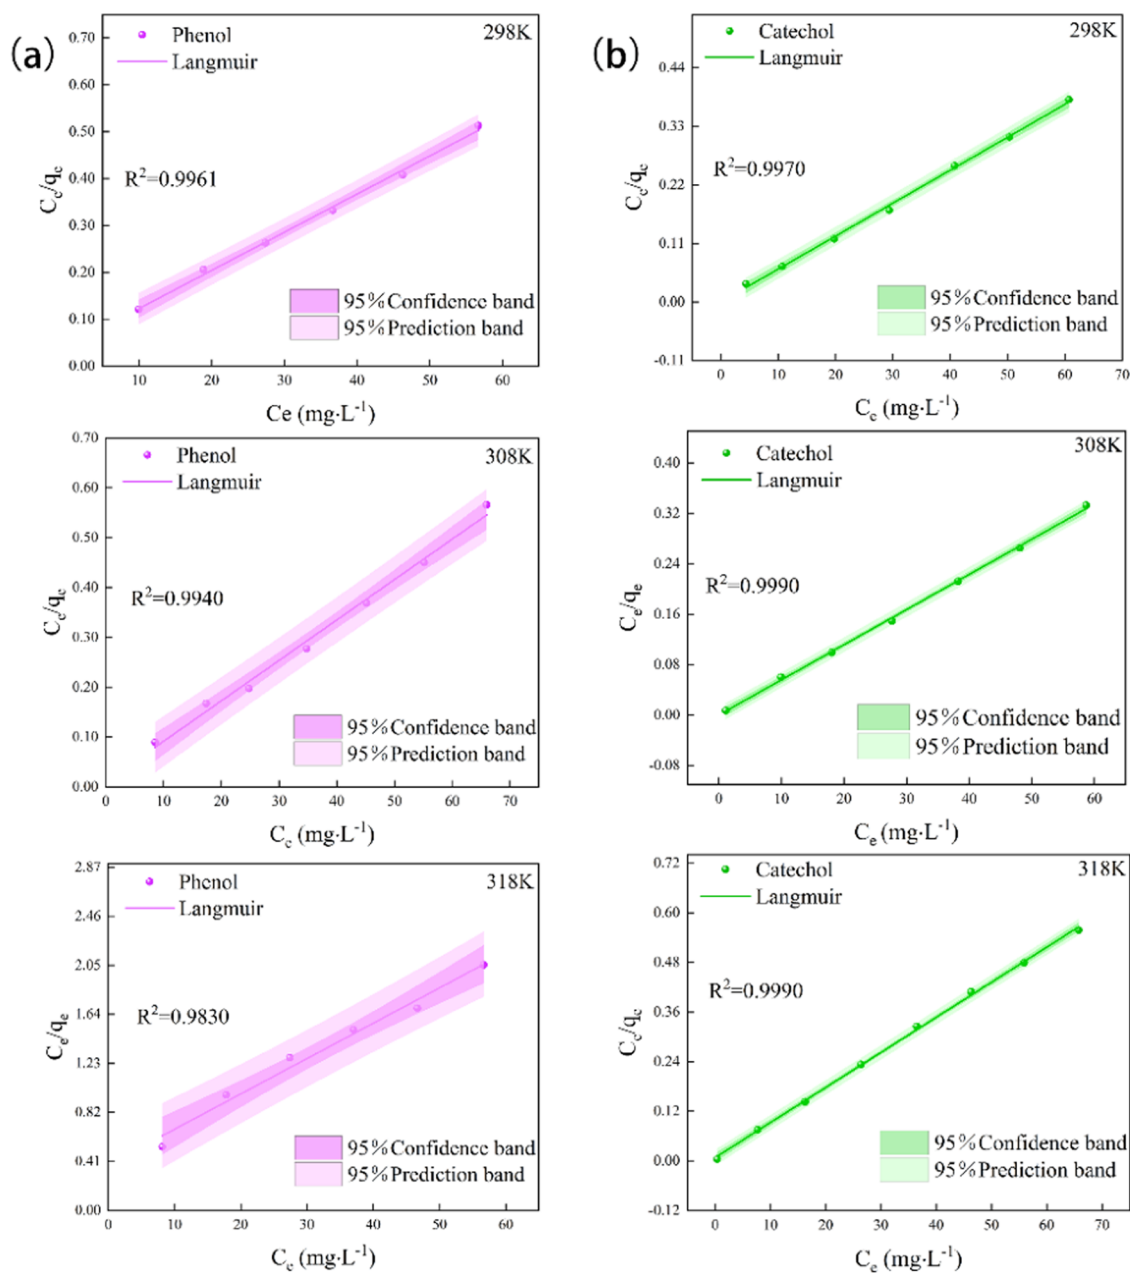 (a)
Phenol
Langmuir
298K
R²=0.9961
95%Confidence band
95%Prediction band
0.70
0.60
0.50
0.40
0.30
0.20
0.10
0.00
10 20 30 40 50 60
Cc/qc
Ce (mg·L⁻¹)
(b)
Catechol
Langmuir
298K
R²=0.9970
95%Confidence band
95%Prediction band
0.44
0.33
0.22
0.11
0.00
-0.11
0 10 20 30 40 50 60 70
Cc/qc
Cc (mg·L⁻¹)
Phenol
Langmuir
308K
R²=0.9940
95%Confidence band
95%Prediction band
0.70
0.60
0.50
0.40
0.30
0.20
0.10
0.00
0 10 20 30 40 50 60 70
Cc/qc
Cc (mg·L⁻¹)
Catechol
Langmuir
308K
R²=0.9990
95%Confidence band
95%Prediction band
0.40
0.32
0.24
0.16
0.08
0.00
-0.08
0 10 20 30 40 50 60
Ce/qe
Ce (mg·L⁻¹)
Phenol
Langmuir
318K
R²=0.9830
95%Confidence band
95%Prediction band
2.87
2.46
2.05
1.64
1.23
0.82
0.41
0.00
0 10 20 30 40 50 60
Ce/qe
Cc (mg·L⁻¹)
Catechol
Langmuir
318K
R²=0.9990
95%Confidence band
95%Prediction band
0.72
0.60
0.48
0.36
0.24
0.12
0.00
-0.12
0 10 20 30 40 50 60 70
Cc/qc
Ce (mg·L⁻¹)